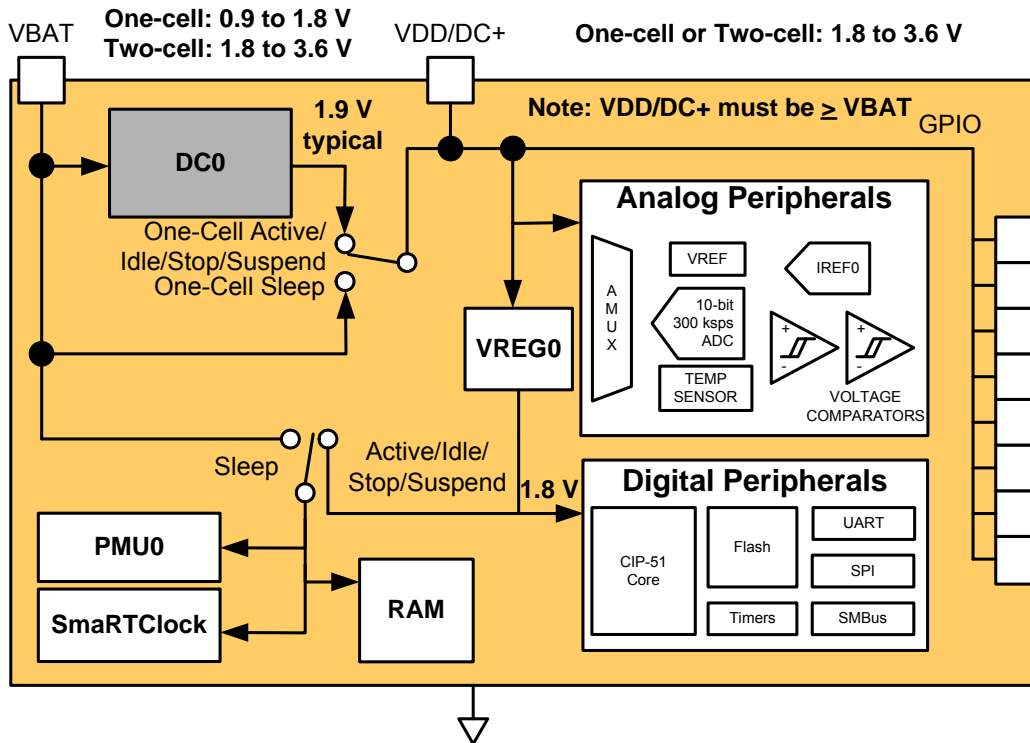 One-cell: 0.9 to 1.8 V
Two-cell: 1.8 to 3.6 V
VBAT
VDD/DC+
One-cell or Two-cell: 1.8 to 3.6 V
Note: VDD/DC+ must be ≥ VBAT
GPIO
1.9 V
typical
DC0
One-Cell Active/
Idle/Stop/Suspend
One-Cell Sleep
Analog Peripherals
A
M
U
X
VREF
IREF0
10-bit
300 ksps
ADC
TEMP
SENSOR
+
-
+
-
VOLTAGE
COMPARATORS
VREG0
Sleep
Active/Idle/
Stop/Suspend
1.8 V
Digital Peripherals
CIP-51
Core
Flash
Timers
UART
SPI
SMBus
PMU0
SmaRTClock
RAM